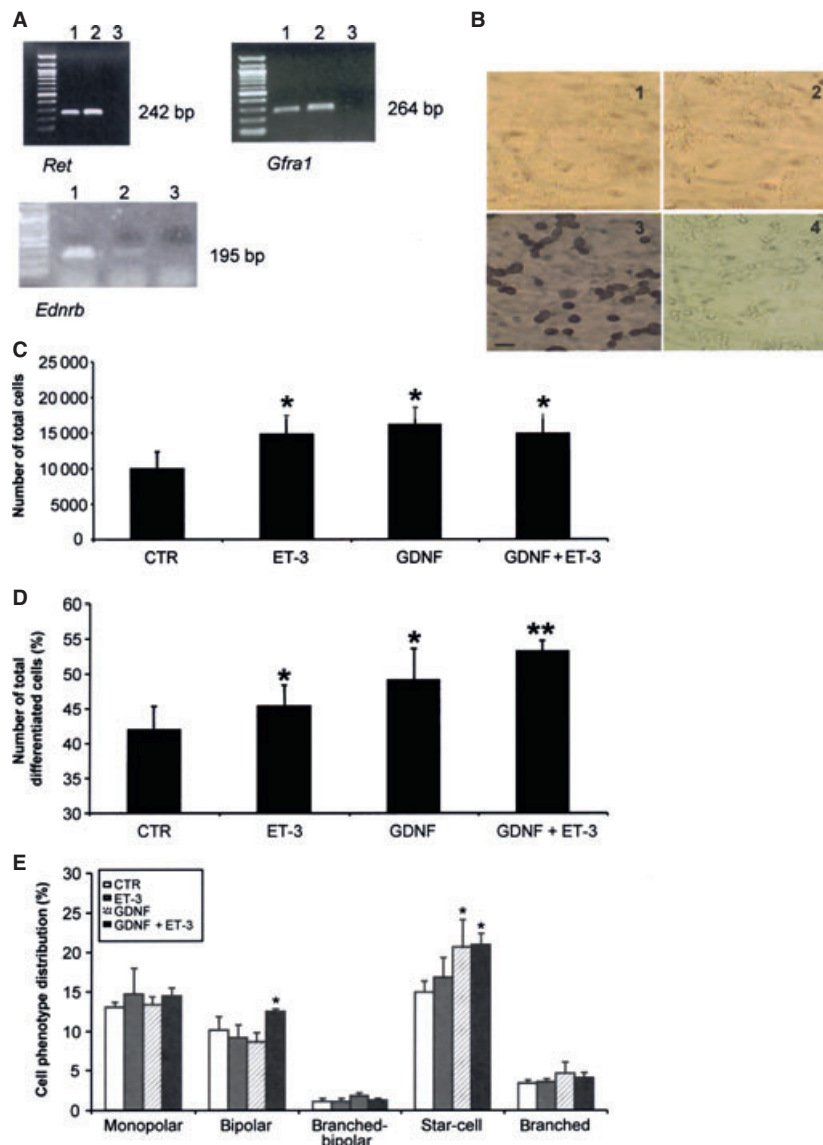 A
1 2 3
242 bp
Ret
1 2 3
264 bp
Gfra1
1 2 3
195 bp
Ednrb
B
1
2
3
4
C
Number of total cells
25 000
20 000
15 000
10 000
5000
0
*
*
*
CTR ET-3 GDNF GDNF + ET-3
D
Number of total
differentiated cells (%)
60
55
50
45
40
35
30
*
*
**
CTR ET-3 GDNF GDNF + ET-3
E
Cell phenotype distribution (%)
30
25
20
15
10
5
0
CTR
ET-3
GDNF
GDNF + ET-3
*
*
*
Monopolar Bipolar Branched- Star-cell Branched
bipolar